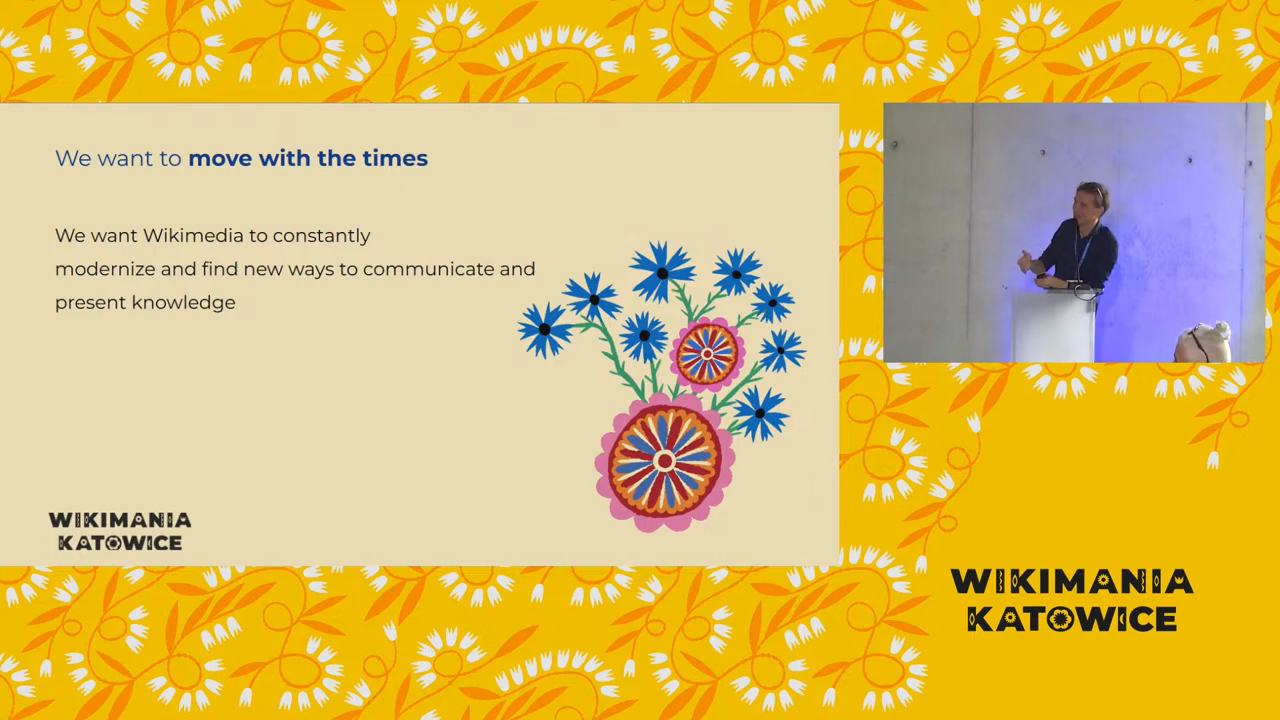 We want to move with the times
We want Wikimedia to constantly
modernize and find new ways to communicate and
present knowledge
WIKIMANIA
KATOWICE
WIKIMANIA
KATOWICE